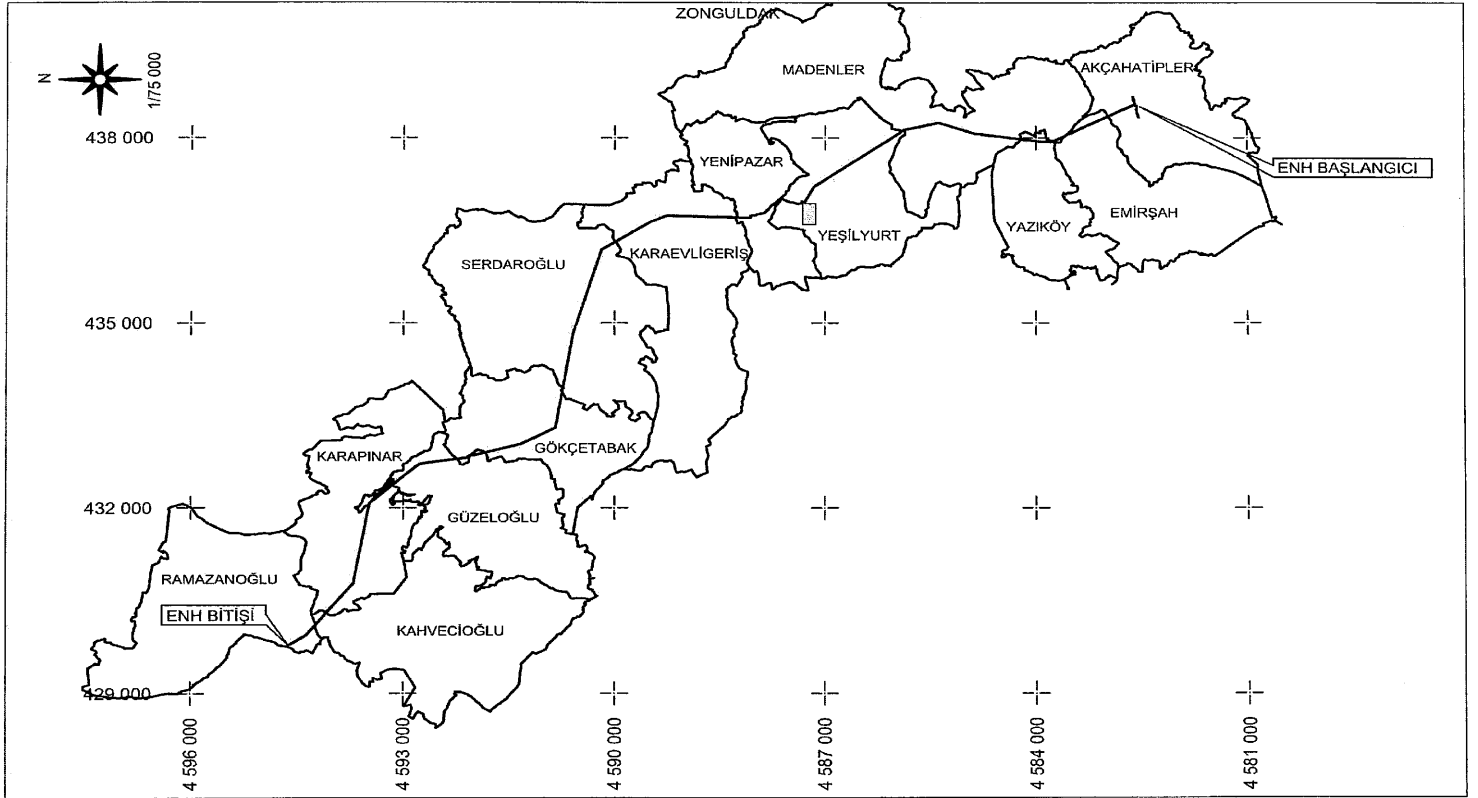 ZONGULDAK
N
1/75 000
MADENLER
AKÇAHATİPLER
438 000
YENİPAZAR
ENH BAŞLANGICI
YEŞİLYURT
YAZIKÖY
EMİRŞAH
SERDAROĞLU
KARAEVLİGERİŞ
435 000
KARAPINAR
GÖKÇETABAK
432 000
GÜZELOĞLU
RAMAZANOĞLU
ENH BİTİŞİ
KAHVECİOĞLU
429 000
4 596 000
4 593 000
4 590 000
4 587 000
4 584 000
4 581 000